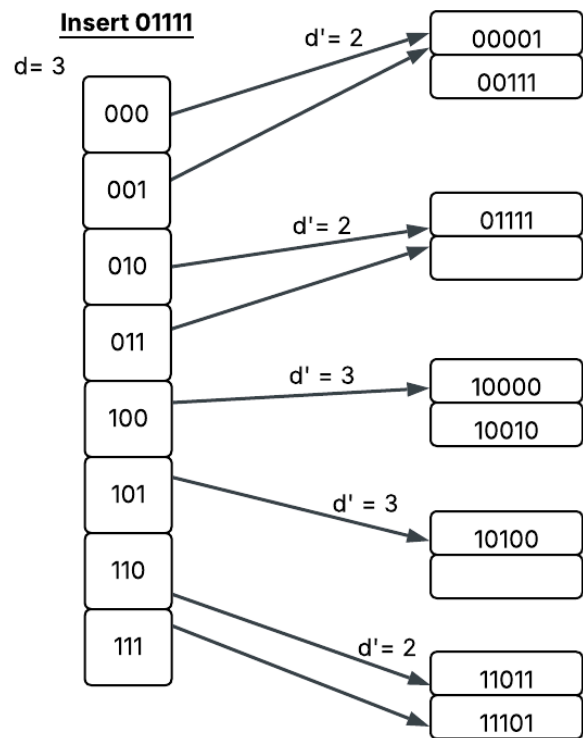 Insert 01111
d= 3
000
001
010
011
100
101
110
111
d'= 2
00001
00111
d'= 2
01111
d' = 3
10000
10010
d' = 3
10100
d'= 2
11011
11101